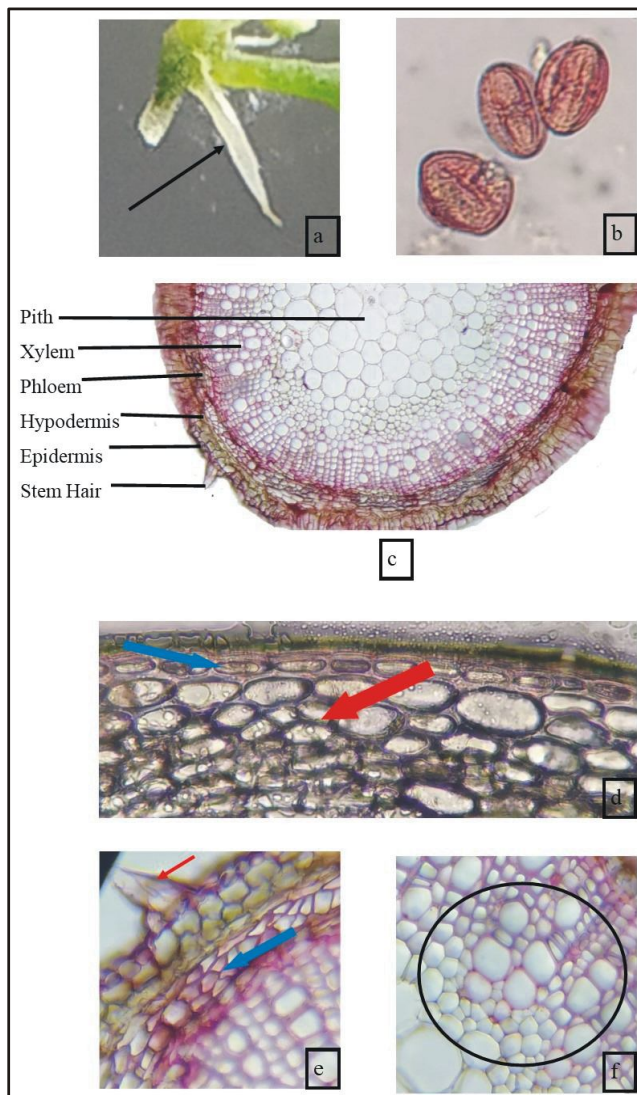 a
b
Pith
Xylem
Phloem
Hypodermis
Epidermis
Stem Hair
c
d
e
f